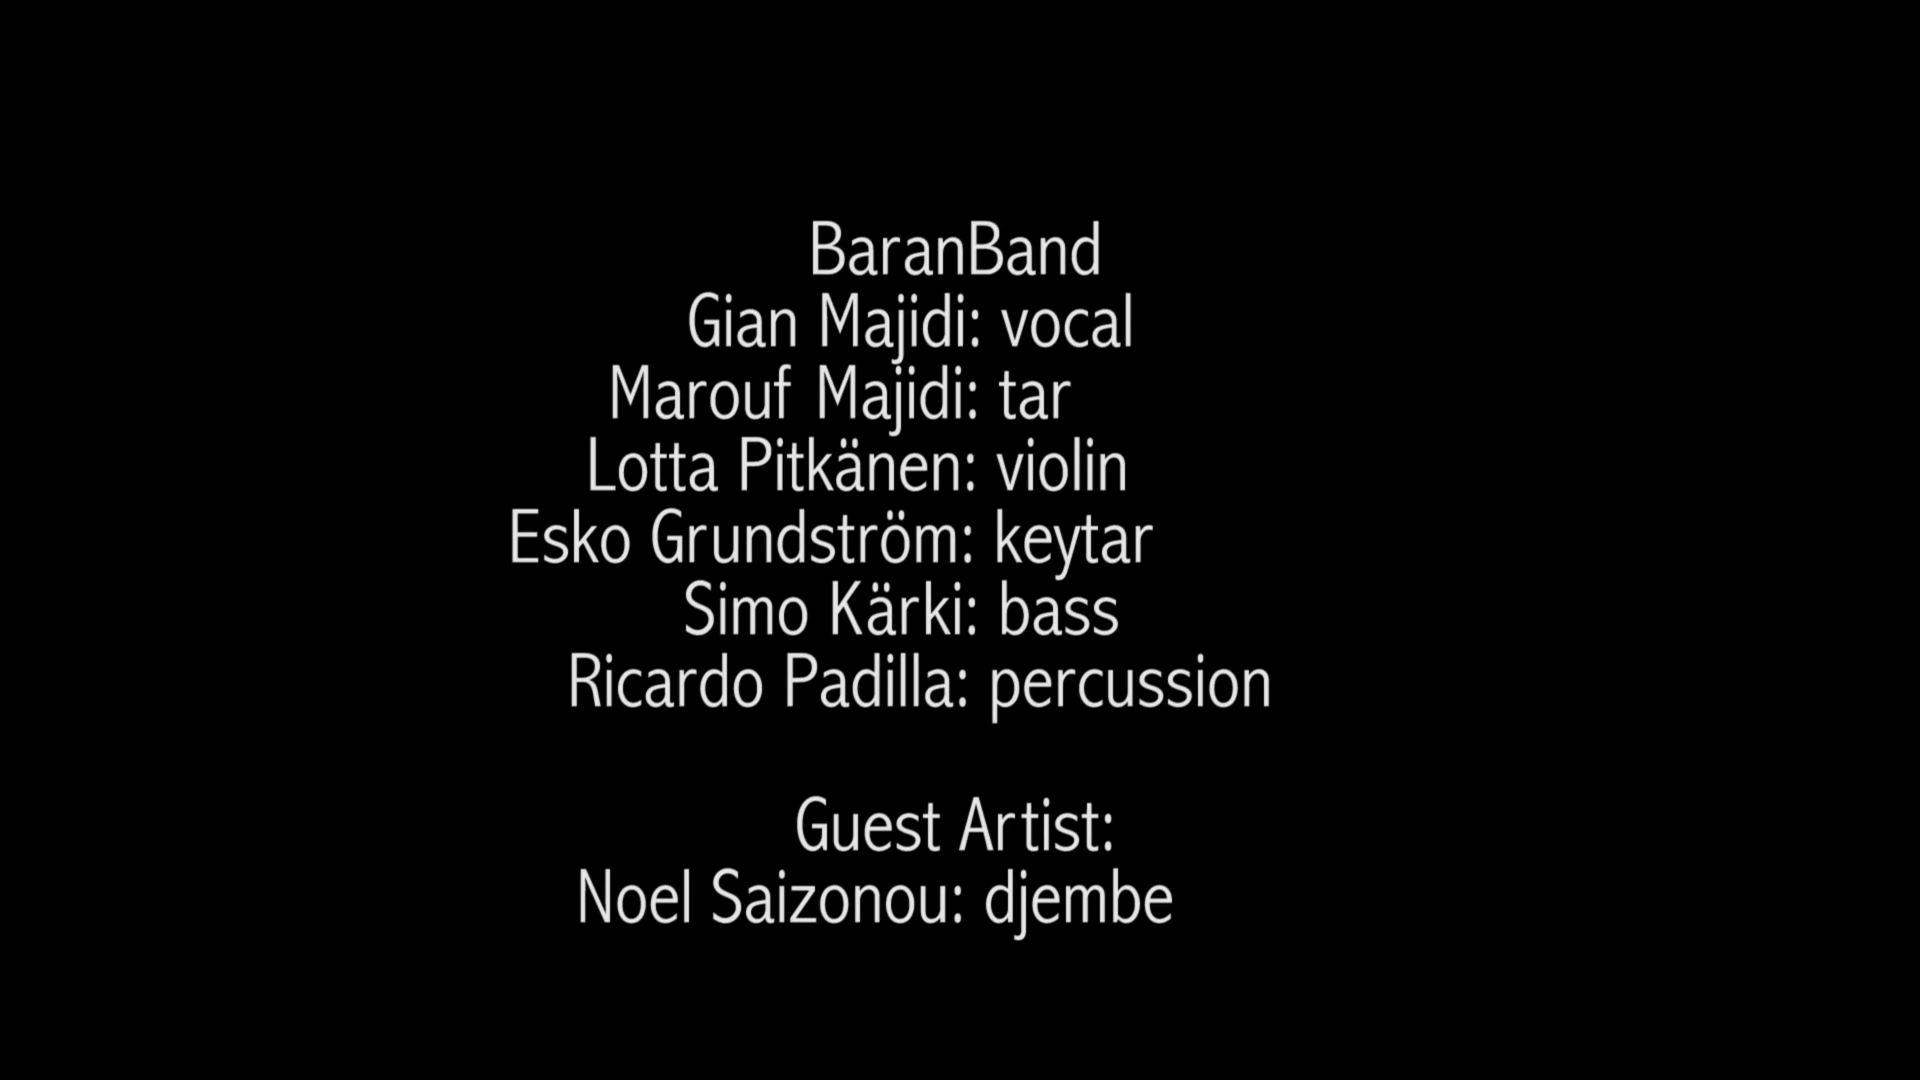 BaranBand
Gian Majidi: vocal
Marouf Majidi: tar
Lotta Pitkänen: violin
Esko Grundström: keytar
Simo Kärki: bass
Ricardo Padilla: percussion
Guest Artist:
Noel Saizonou: djembe